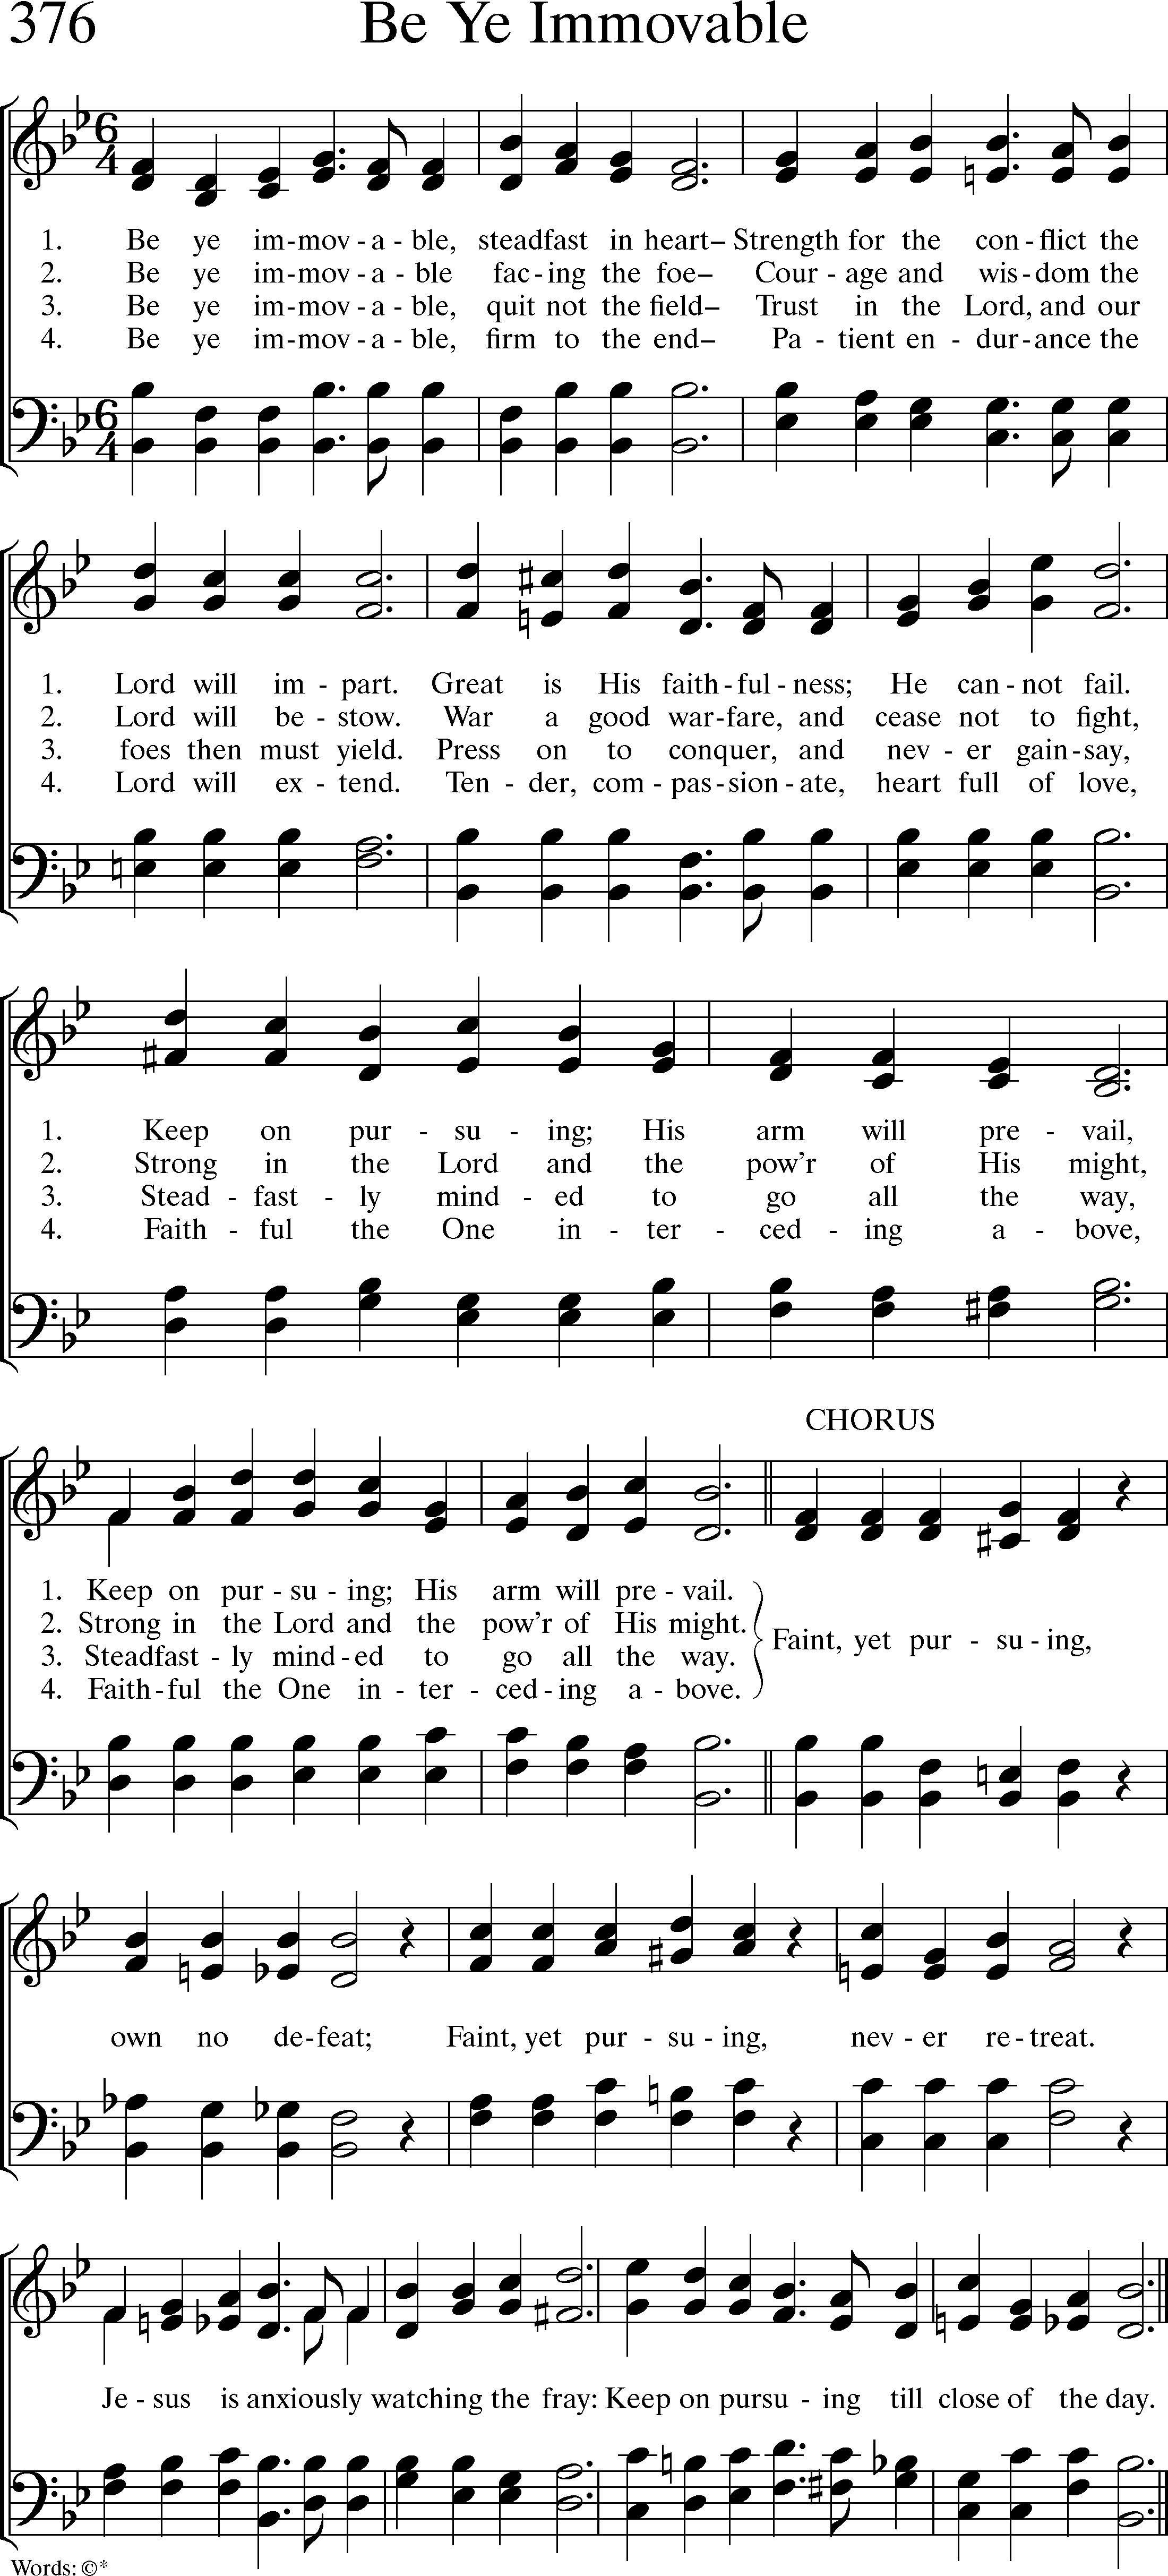 376 Be Ye Immovable
1. Be ye im-mov-a-ble, steadfast in heart– Strength for the con-flict the
2. Be ye im-mov-a-ble fac-ing the foe– Cour-age and wis-dom the
3. Be ye im-mov-a-ble, quit not the field– Trust in the Lord, and our
4. Be ye im-mov-a-ble, firm to the end– Pa-tient en-dur-ance the
1. Lord will im-part. Great is His faith-ful-ness; He can-not fail.
2. Lord will be-stow. War a good war-fare, and cease not to fight,
3. foes then must yield. Press on to conquer, and nev-er gain-say,
4. Lord will ex-tend. Ten-der, com-pas-sion-ate, heart full of love,
1. Keep on pur-su-ing; His arm will pre-vail,
2. Strong in the Lord and the pow'r of His might,
3. Stead-fast-ly mind-ed to go all the way,
4. Faith-ful the One in-ter-ced-ing a-bove,
CHORUS
1. Keep on pur-su-ing; His arm will pre-vail.
2. Strong in the Lord and the pow'r of His might.
3. Steadfast-ly mind-ed to go all the way.
4. Faith-ful the One in-ter-ced-ing a-bove.
Faint, yet pur-su-ing,
own no de-feat; Faint, yet pur-su-ing, nev-er re-treat.
Je-sus is anxiously watching the fray: Keep on pursu-ing till close of the day.
Words: ©*